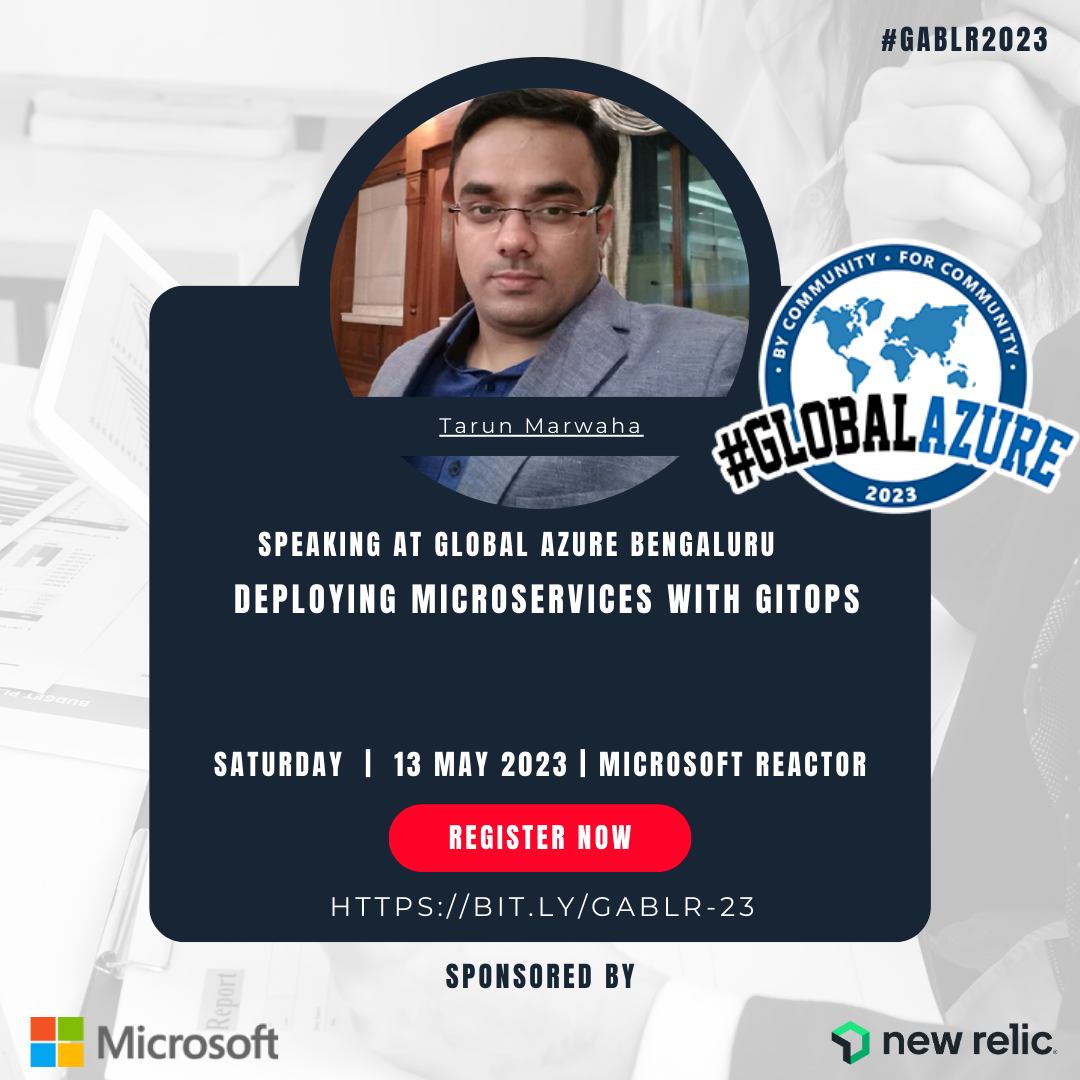 #GABLR2023
• BY COMMUNITY • FOR COMMUNITY •
#GLOBALAZURE
2023
Tarun Marwaha
SPEAKING AT GLOBAL AZURE BENGALURU
DEPLOYING MICROSERVICES WITH GITOPS
SATURDAY | 13 MAY 2023 | MICROSOFT REACTOR
REGISTER NOW
HTTPS://BIT.LY/GABLR-23
SPONSORED BY
Report
Microsoft
new relic.